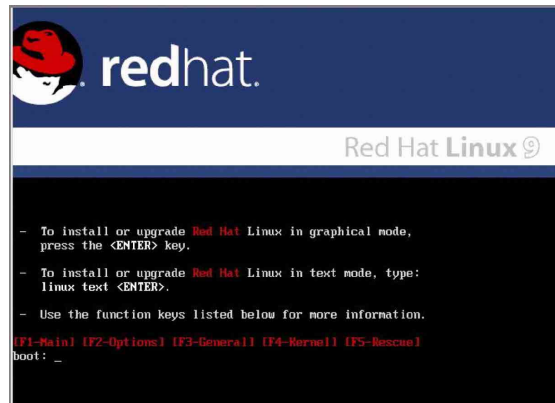 redhat.
Red Hat Linux 9
- To install or upgrade Red Hat Linux in graphical mode,
press the <ENTER> key.
- To install or upgrade Red Hat Linux in text mode, type:
linux text <ENTER>.
- Use the function keys listed below for more information.
[F1-Main] [F2-Options] [F3-General] [F4-Kernel] [F5-Rescue]
boot: _